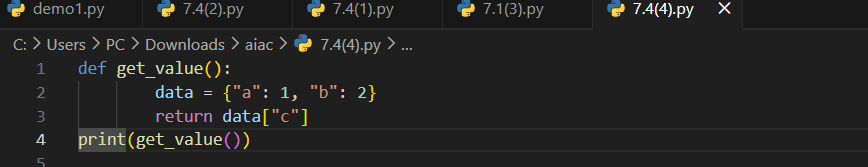 demo1.py 7.4(2).py 7.4(1).py 7.1(3).py 7.4(4).py
C: > Users > PC > Downloads > aiac > 7.4(4).py > ...
1 def get_value():
2 data = {"a": 1, "b": 2}
3 return data["c"]
4 print(get_value())
5